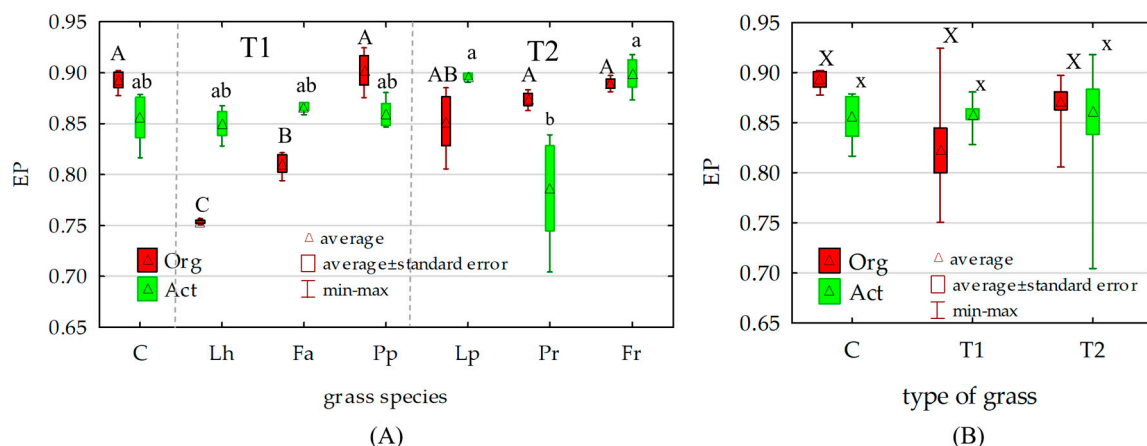 0.95
0.90
0.85
0.80
0.75
0.70
0.65
EP
T1
T2
A
ab
C
ab
B
ab
A
ab
AB
a
A
b
A
a
Org
Act
average
average±standard error
min-max
C Lh Fa Pp Lp Pr Fr
grass species
(A)
0.95
0.90
0.85
0.80
0.75
0.70
0.65
EP
X
x
X
x
X
x
Org
Act
average
average±standard error
min-max
C T1 T2
type of grass
(B)